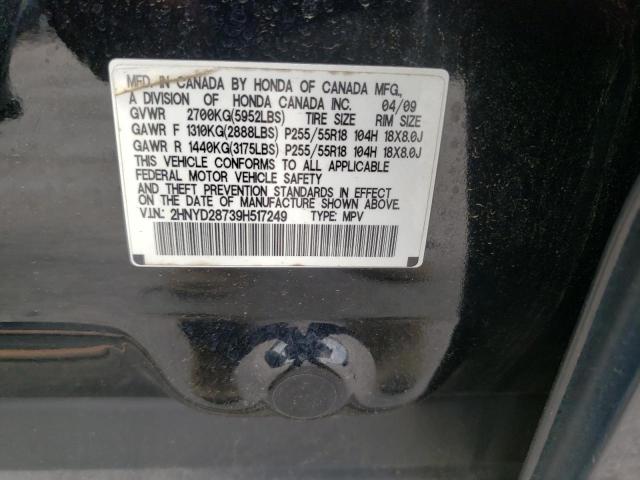 MFD. IN CANADA BY HONDA OF CANADA MFG.,
A DIVISION OF HONDA CANADA INC. 04/09
GVWR 2700KG(5952LBS) TIRE SIZE RIM SIZE
GAWR F 1310KG(2888LBS) P255/55R18 104H 18X8.0J
GAWR R 1440KG(3175LBS) P255/55R18 104H 18X8.0J
THIS VEHICLE CONFORMS TO ALL APPLICABLE
FEDERAL MOTOR VEHICLE SAFETY
AND THEFT PREVENTION STANDARDS IN EFFECT
ON THE DATE OF MANUFACTURE SHOWN ABOVE.
V.I.N.: 2HNYD28739H517249 TYPE: MPV